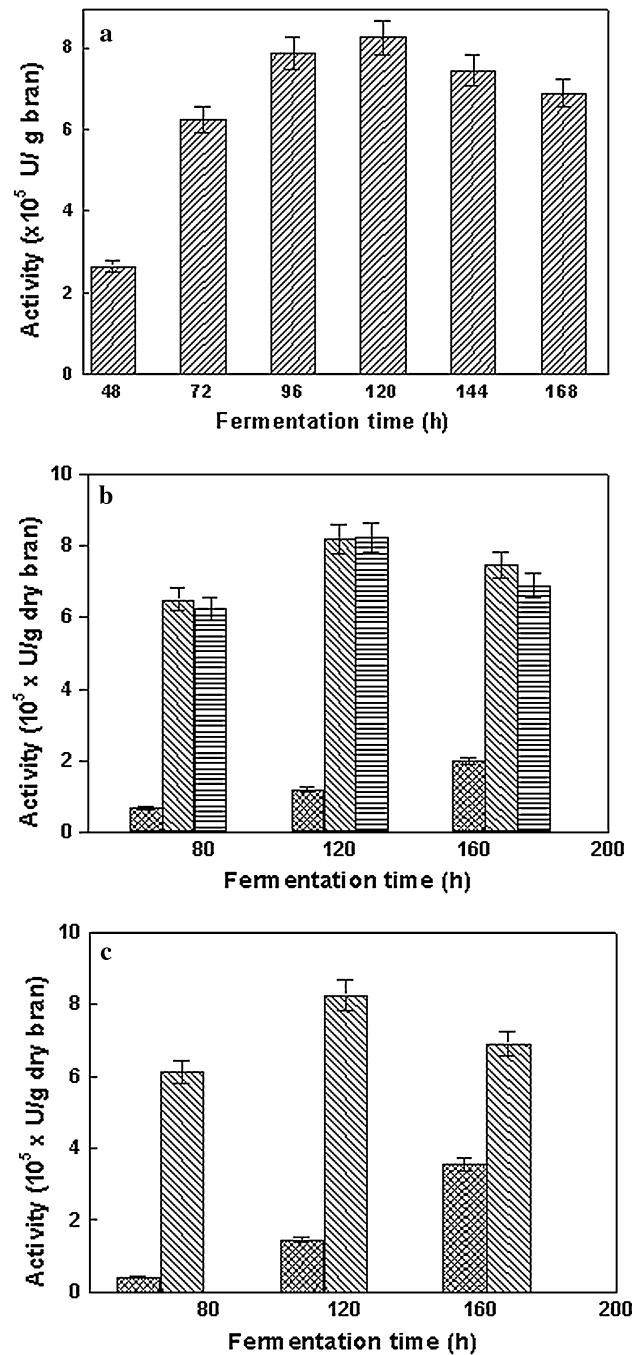 a
8
6
4
2
0
Activity (x10⁵ U/ g bran)
48 72 96 120 144 168
Fermentation time (h)
b
10
8
6
4
2
0
Activity (10⁵ x U/g dry bran)
80 120 160 200
Fermentation time (h)
c
10
8
6
4
2
0
Activity (10⁵ x U/g dry bran)
80 120 160 200
Fermentation time (h)